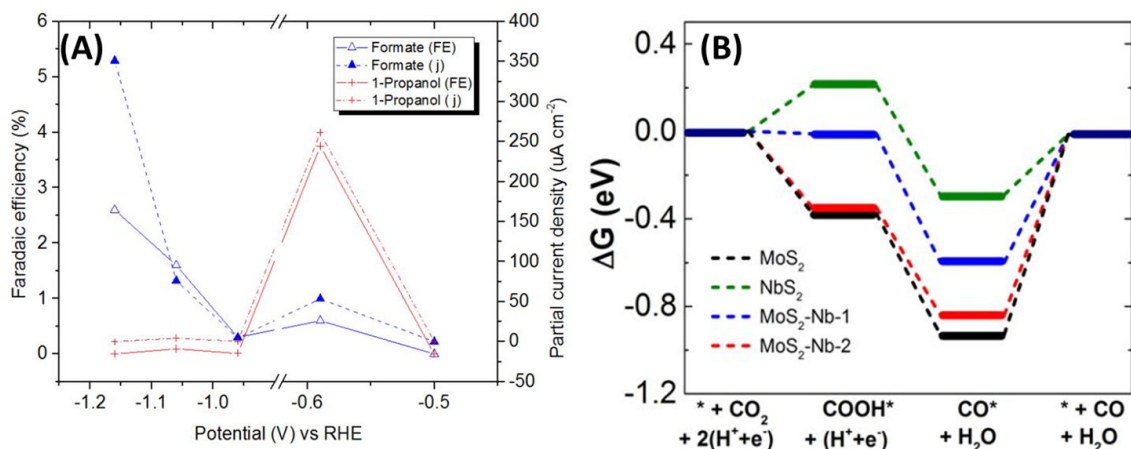 (A)
Faradaic efficiency (%)
6
5
4
3
2
1
0
Formate (FE)
Formate (j)
1-Propanol (FE)
1-Propanol (j)
400
350
300
250
200
150
100
50
0
-50
Partial current density (uA cm⁻²)
-1.2 -1.1 -1.0 -0.6 -0.5
Potential (V) vs RHE
(B)
ΔG (eV)
0.4
0.0
-0.4
-0.8
-1.2
MoS₂
NbS₂
MoS₂-Nb-1
MoS₂-Nb-2
* + CO₂ COOH* CO* * + CO
+ 2(H⁺+e⁻) + (H⁺+e⁻) + H₂O + H₂O